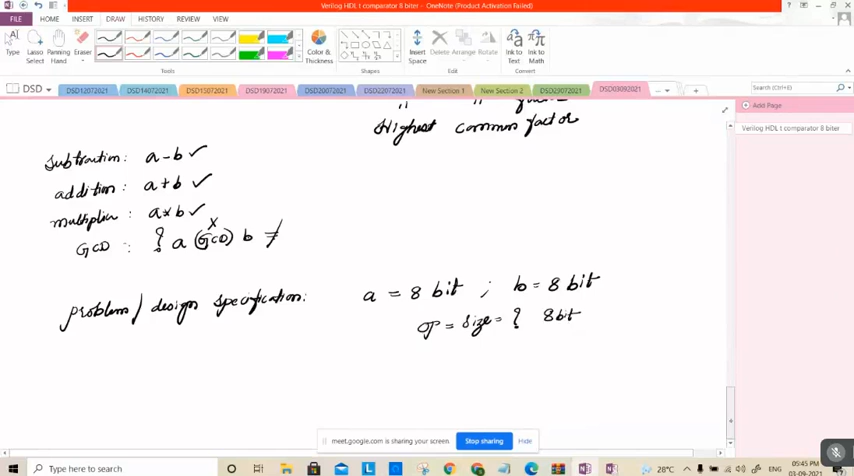 Verilog HDL t comparator 8 biter - OneNote (Product Activation Failed)
FILE HOME INSERT DRAW HISTORY REVIEW VIEW
Type Lasso Select Panning Hand Eraser Color & Thickness Insert Space Delete Arrange Rotate Ink to Text Ink to Math
Tools Shapes Edit Convert
DSD DSD12072021 DSD14072021 DSD15072021 DSD19072021 DSD20072021 DSD22072021 New Section 1 New Section 2 DSD29072021 DSD03092021 ... Search (Ctrl+E)
Add Page
Verilog HDL t comparator 8 biter
Highest common factor
subtraction: a - b ✓
addition : a + b ✓
multiplier : a * b ✓
x
GCD : ? a (GCD) b ≠
problem/ design specification: a = 8 bit ; b = 8 bit
OP = size = ? 8bit
meet.google.com is sharing your screen. Stop sharing Hide
Type here to search 28°C 05:45 PM
03-09-2021